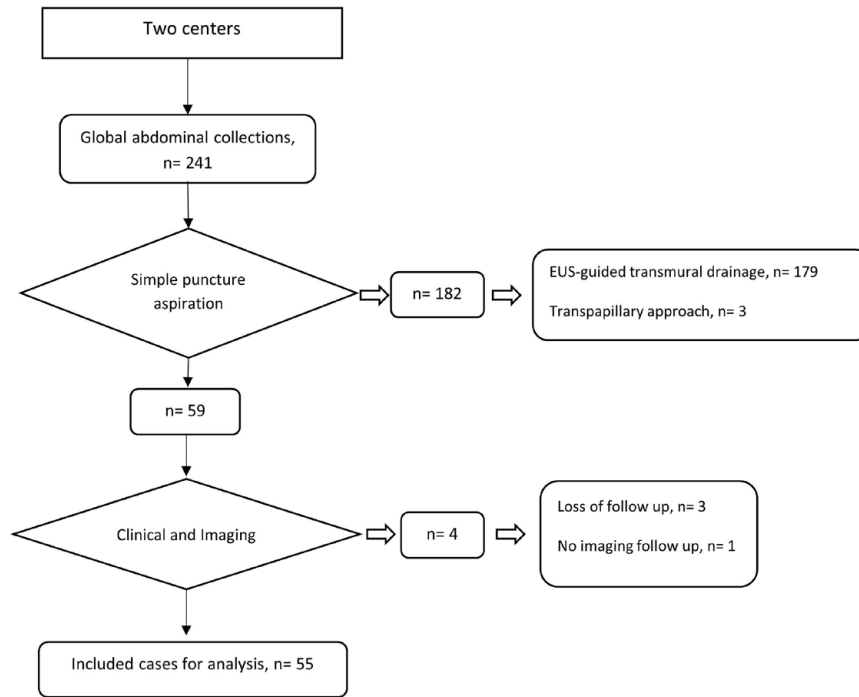 Two centers
Global abdominal collections,
n= 241
Simple puncture
aspiration
n= 182
EUS-guided transmural drainage, n= 179
Transpapillary approach, n= 3
n= 59
Clinical and Imaging
n= 4
Loss of follow up, n= 3
No imaging follow up, n= 1
Included cases for analysis, n= 55